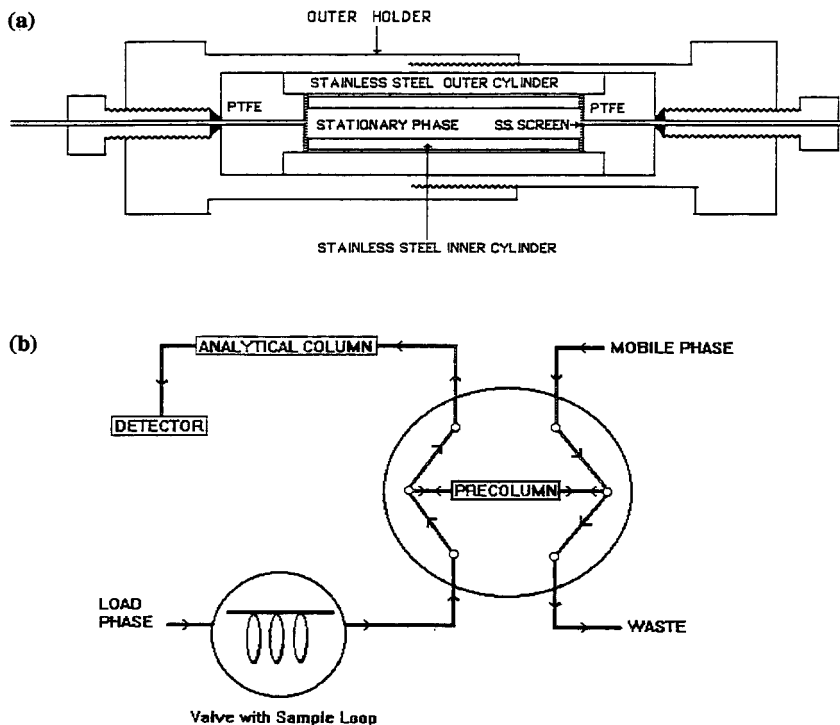 (a)
OUTER HOLDER
STAINLESS STEEL OUTER CYLINDER
PTFE
PTFE
STATIONARY PHASE
S.S. SCREEN
STAINLESS STEEL INNER CYLINDER
(b)
ANALYTICAL COLUMN
MOBILE PHASE
DETECTOR
PRECOLUMN
LOAD
PHASE
WASTE
Valve with Sample Loop